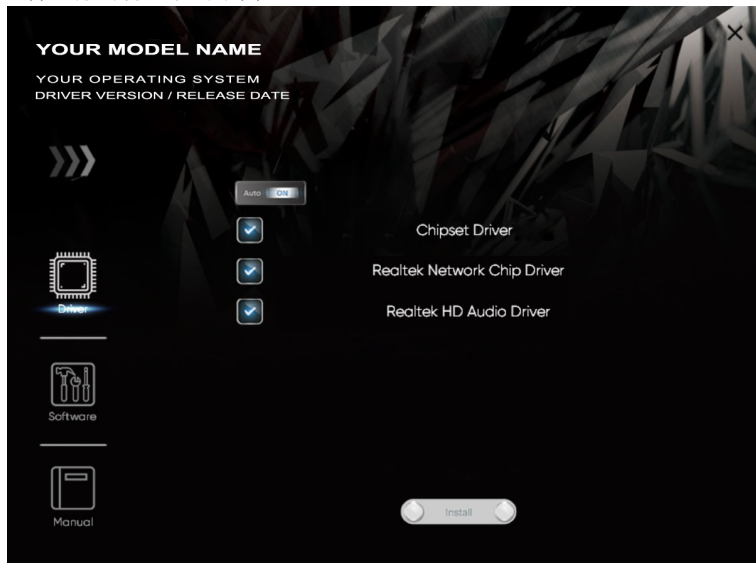 YOUR MODEL NAME
YOUR OPERATING SYSTEM
DRIVER VERSION / RELEASE DATE
Auto ON
Chipset Driver
Realtek Network Chip Driver
Realtek HD Audio Driver
Driver
Software
Manual
Install